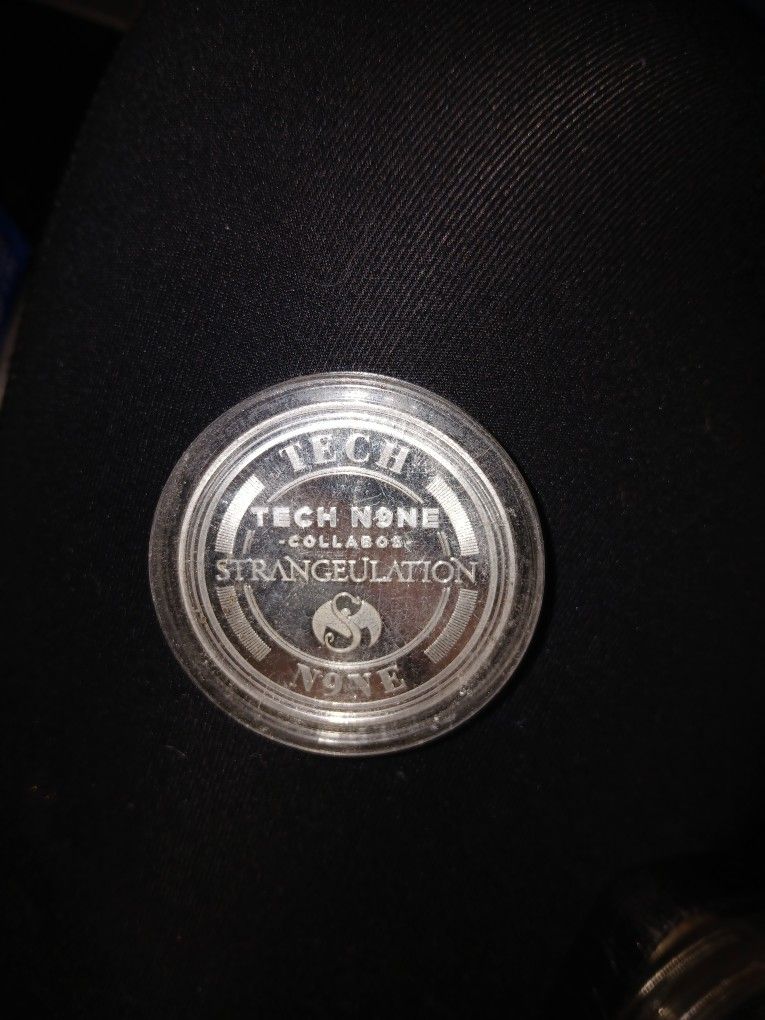 TECH
TECH N9NE
-COLLABOS-
STRANGEULATION
N9NE